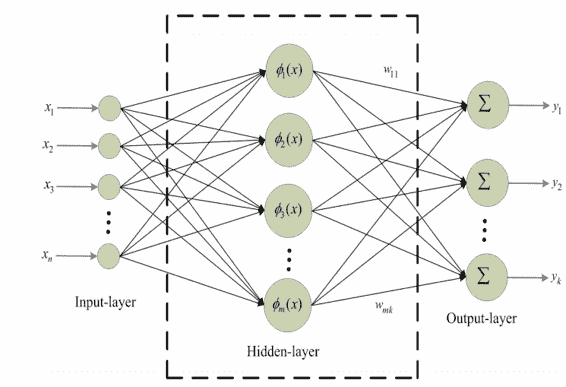 x1
x2
x3
xn
Input-layer
ϕ1(x)
ϕ2(x)
ϕ3(x)
ϕm(x)
Hidden-layer
w11
wmk
Σ
Σ
Σ
y1
y2
yk
Output-layer